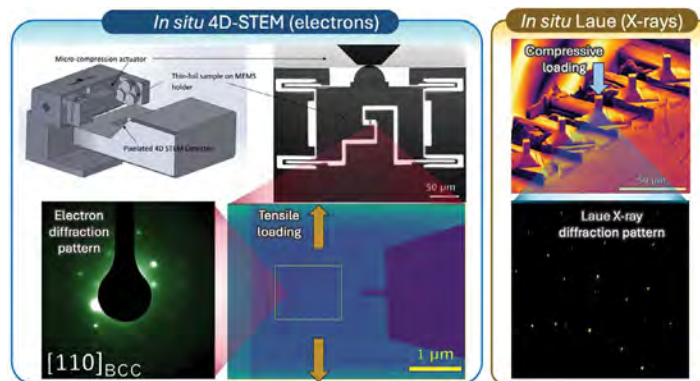 In situ 4D-STEM (electrons)
Micro-compression actuator
Thin-foil sample on MEMS
holder
Pixelated 4D STEM Detector
50 μm
Electron
diffraction
pattern
[110]BCC
Tensile
loading
1 μm
In situ Laue (X-rays)
Compressive
loading
50 μm
Laue X-ray
diffraction pattern